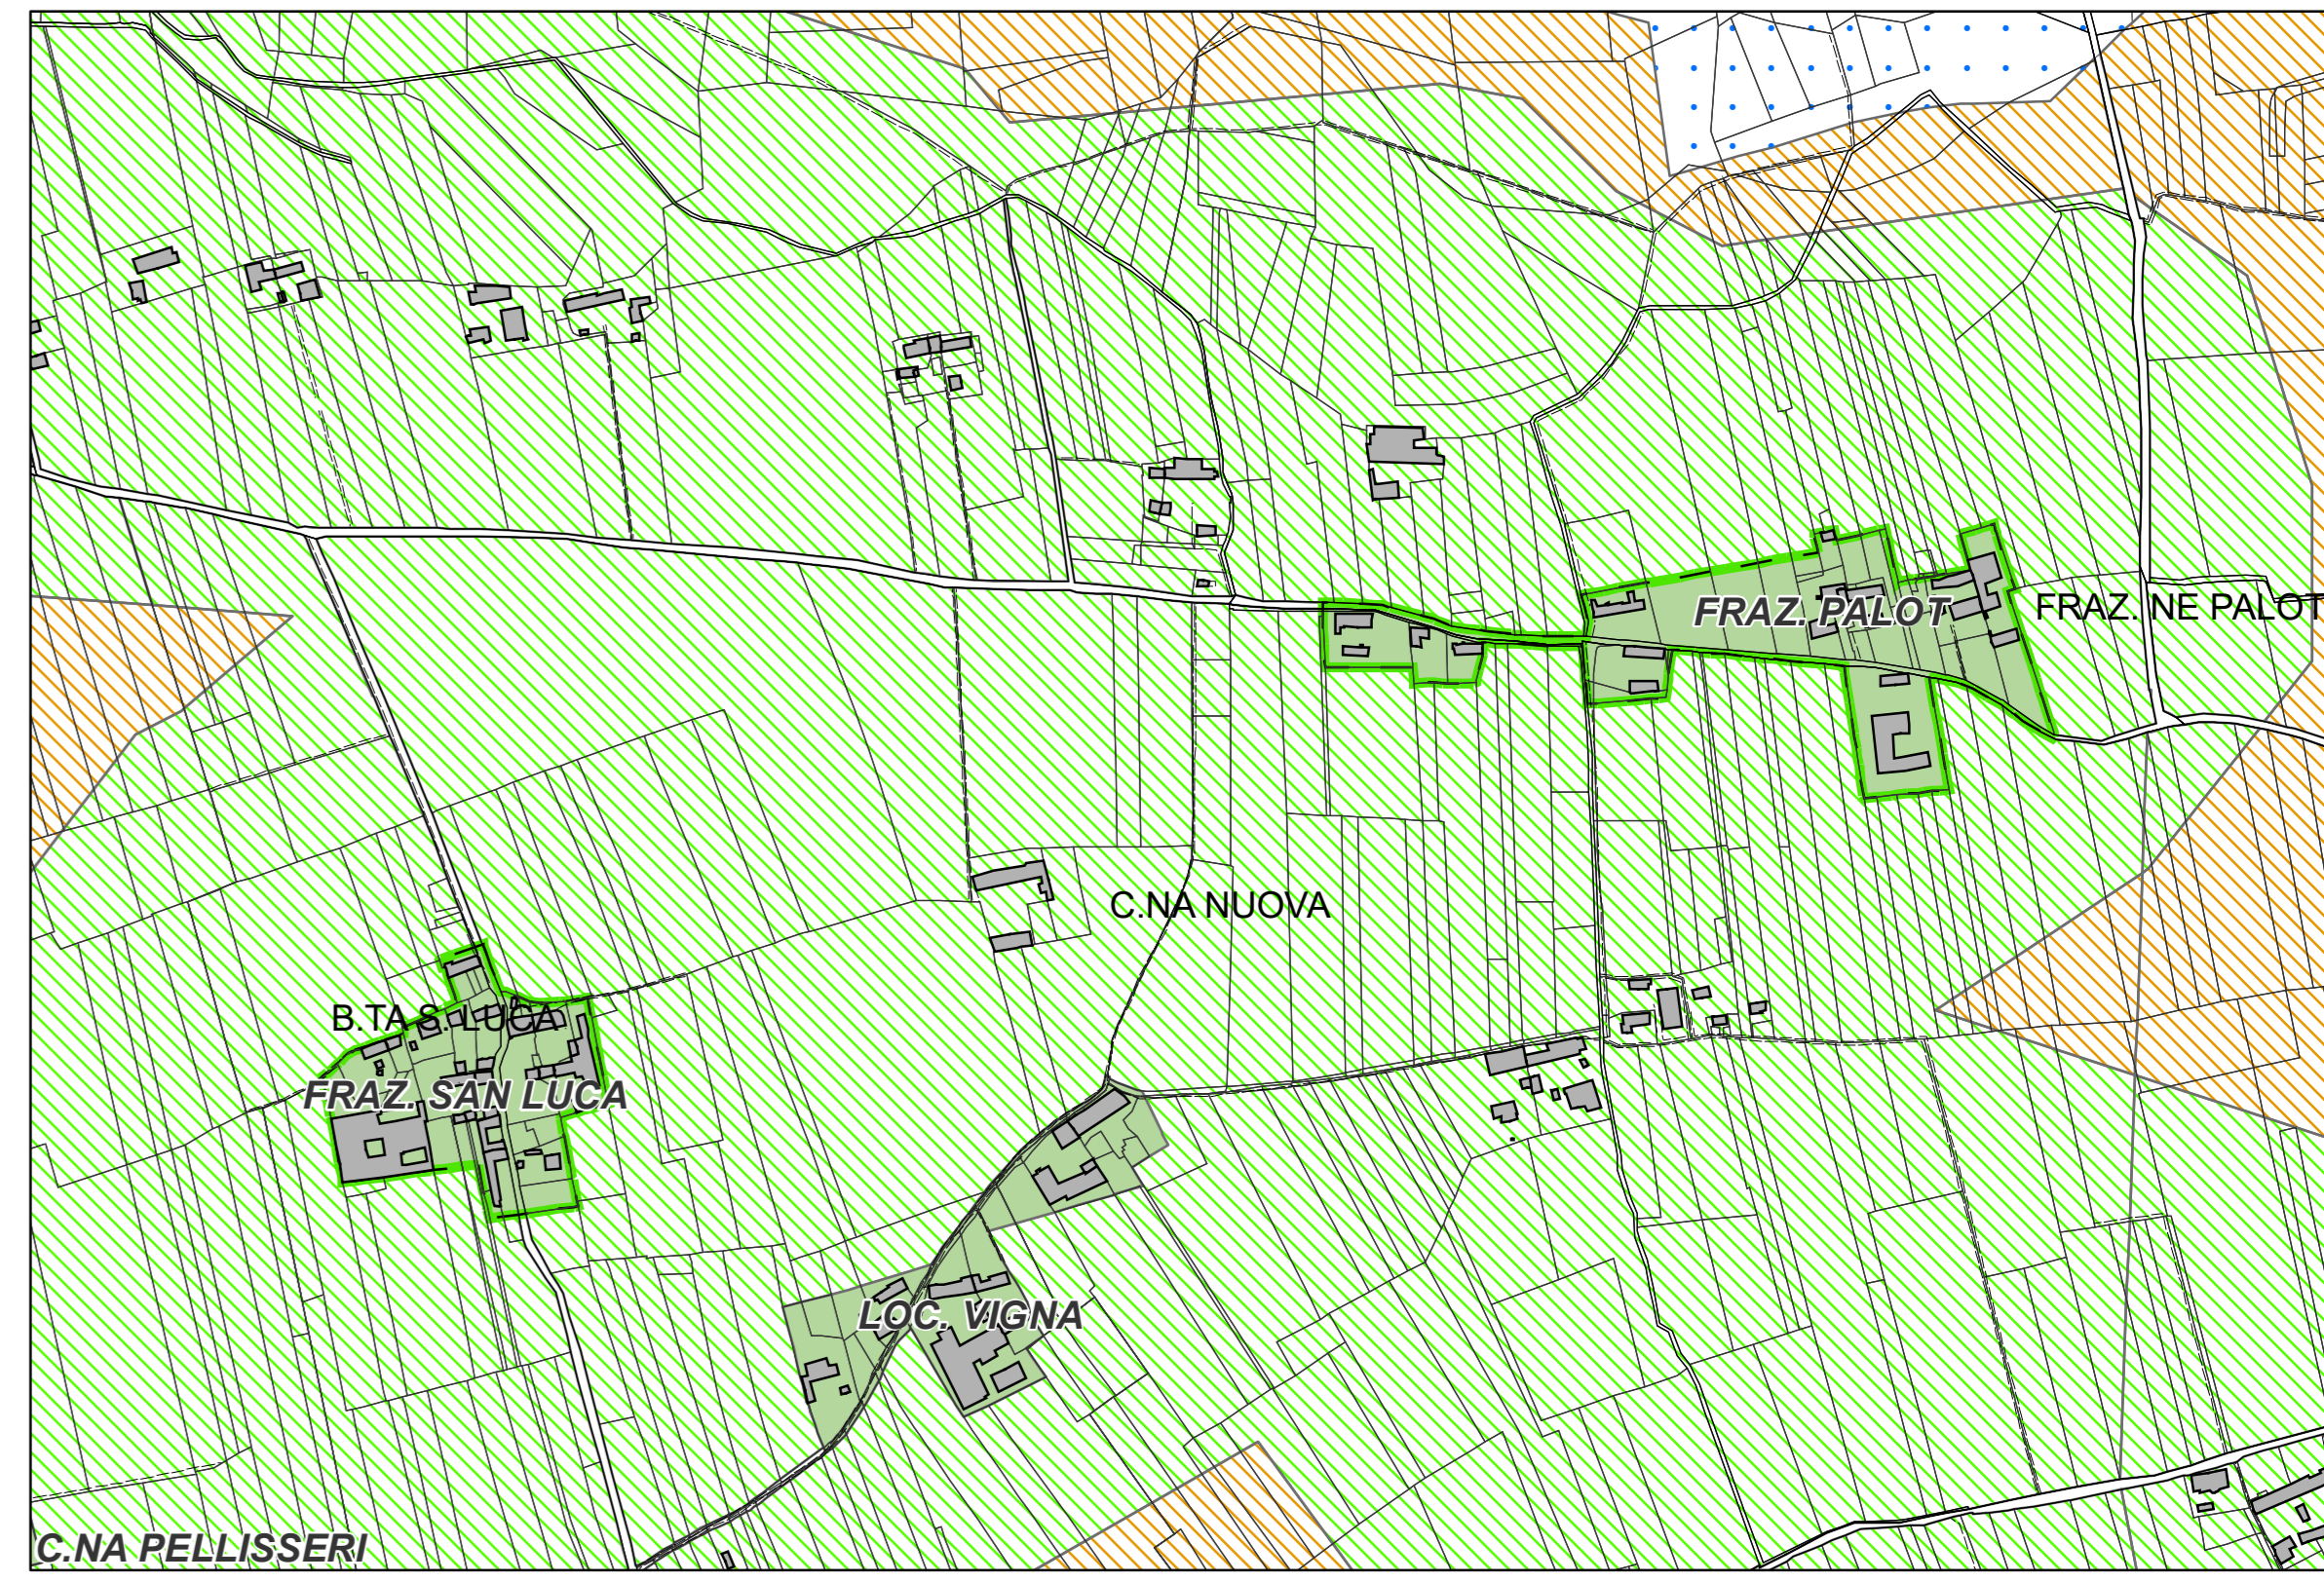 FRAZ. PALOT
FRAZ. NE PALOT
C.NA NUOVA
B.TA S. LUCA
FRAZ. SAN LUCA
LOC. VIGNA
C.NA PELLISSERI